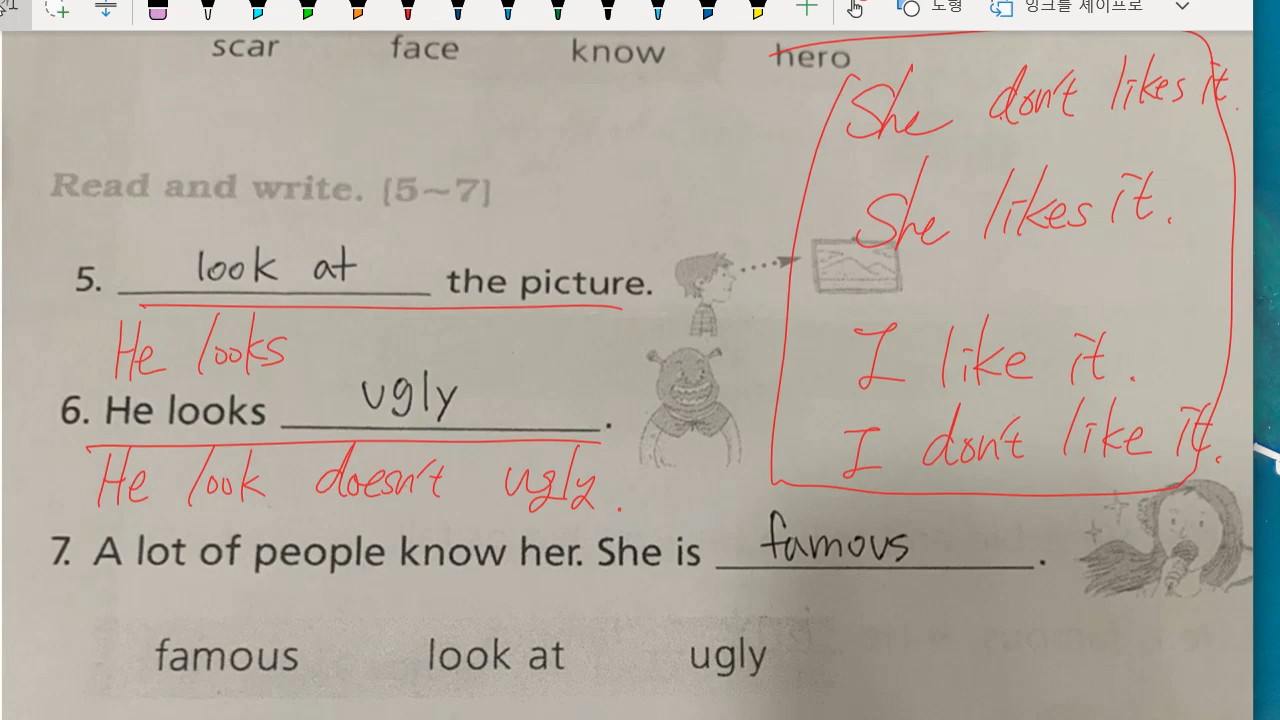 도형 잉크를 셰이프로
scar face know hero
She don't likes it.
Read and write. [5~7]
She likes it.
5. look at the picture.
He looks
I like it.
6. He looks ugly.
I don't like it.
He look doesn't ugly.
7. A lot of people know her. She is famous.
famous look at ugly